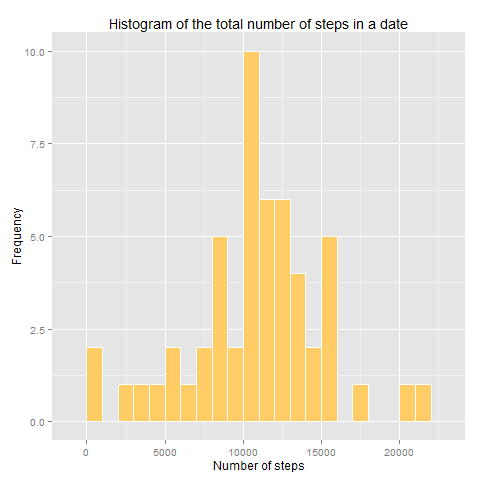 Histogram of the total number of steps in a date
Frequency
10.0
7.5
5.0
2.5
0.0
0 5000 10000 15000 20000
Number of steps